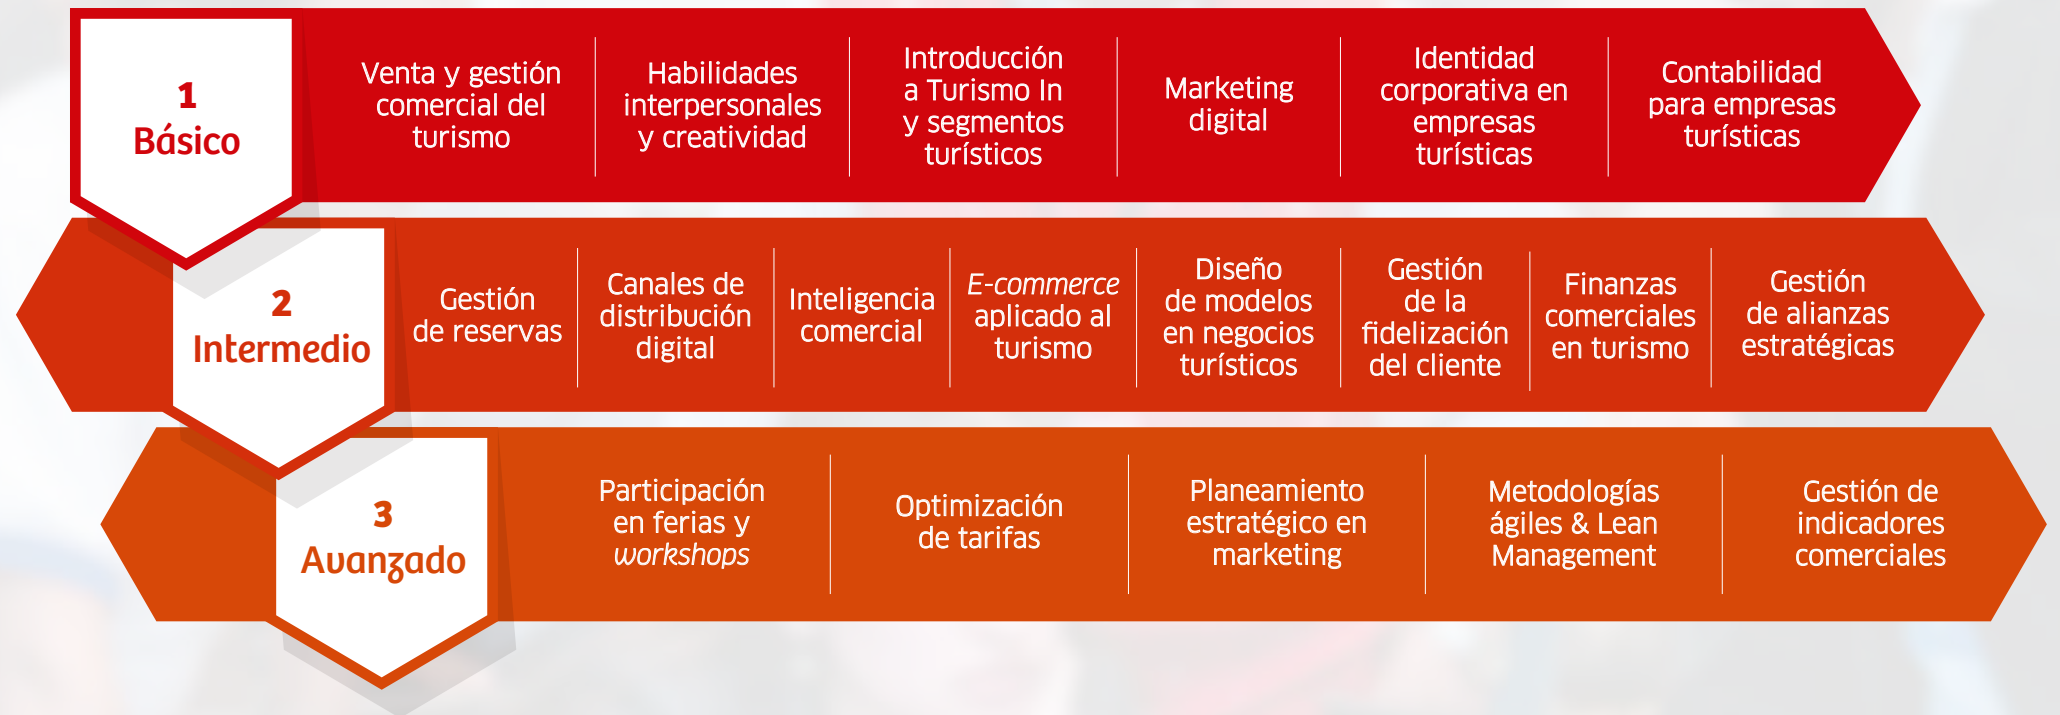 1
Básico
Venta y gestión
comercial del
turismo
Habilidades
interpersonales
y creatividad
Introducción
a Turismo In
y segmentos
turísticos
Marketing
digital
Identidad
corporativa en
empresas
turísticas
Contabilidad
para empresas
turísticas
2
Intermedio
Gestión
de reservas
Canales de
distribución
digital
Inteligencia
comercial
E-commerce
aplicado al
turismo
Diseño
de modelos
en negocios
turísticos
Gestión
de la
fidelización
del cliente
Finanzas
comerciales
en turismo
Gestión
de alianzas
estratégicas
3
Avanzado
Participación
en ferias y
workshops
Optimización
de tarifas
Planeamiento
estratégico en
marketing
Metodologías
ágiles & Lean
Management
Gestión de
indicadores
comerciales